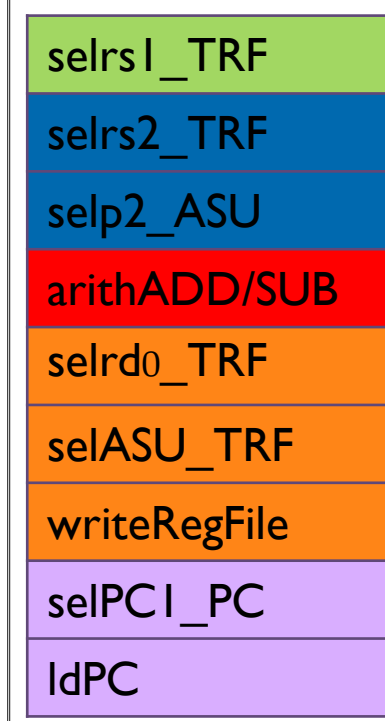 selrs1_TRF
selrs2_TRF
selp2_ASU
arithADD/SUB
selrd0_TRF
selASU_TRF
writeRegFile
selPC1_PC
ldPC